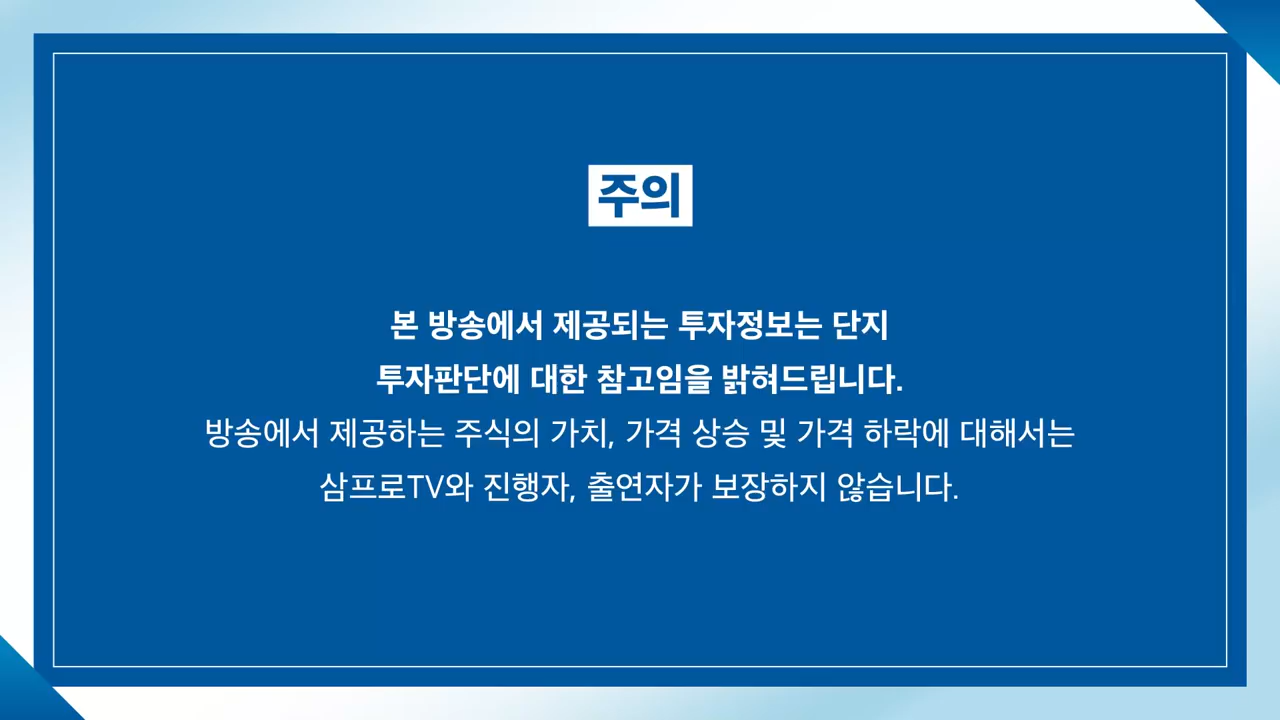 주의
본 방송에서 제공되는 투자정보는 단지
투자판단에 대한 참고임을 밝혀드립니다.
방송에서 제공하는 주식의 가치, 가격 상승 및 가격 하락에 대해서는
삼프로TV와 진행자, 출연자가 보장하지 않습니다.